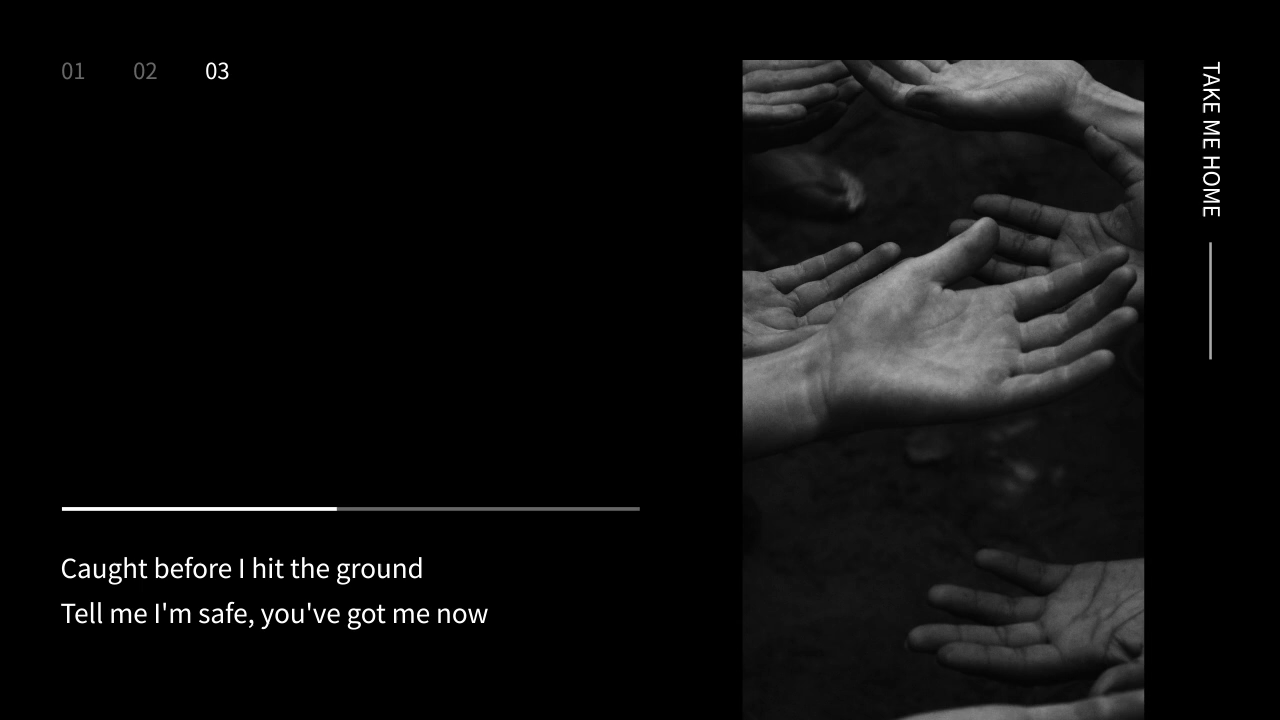 01 02 03
TAKE ME HOME
Caught before I hit the ground
Tell me I'm safe, you've got me now